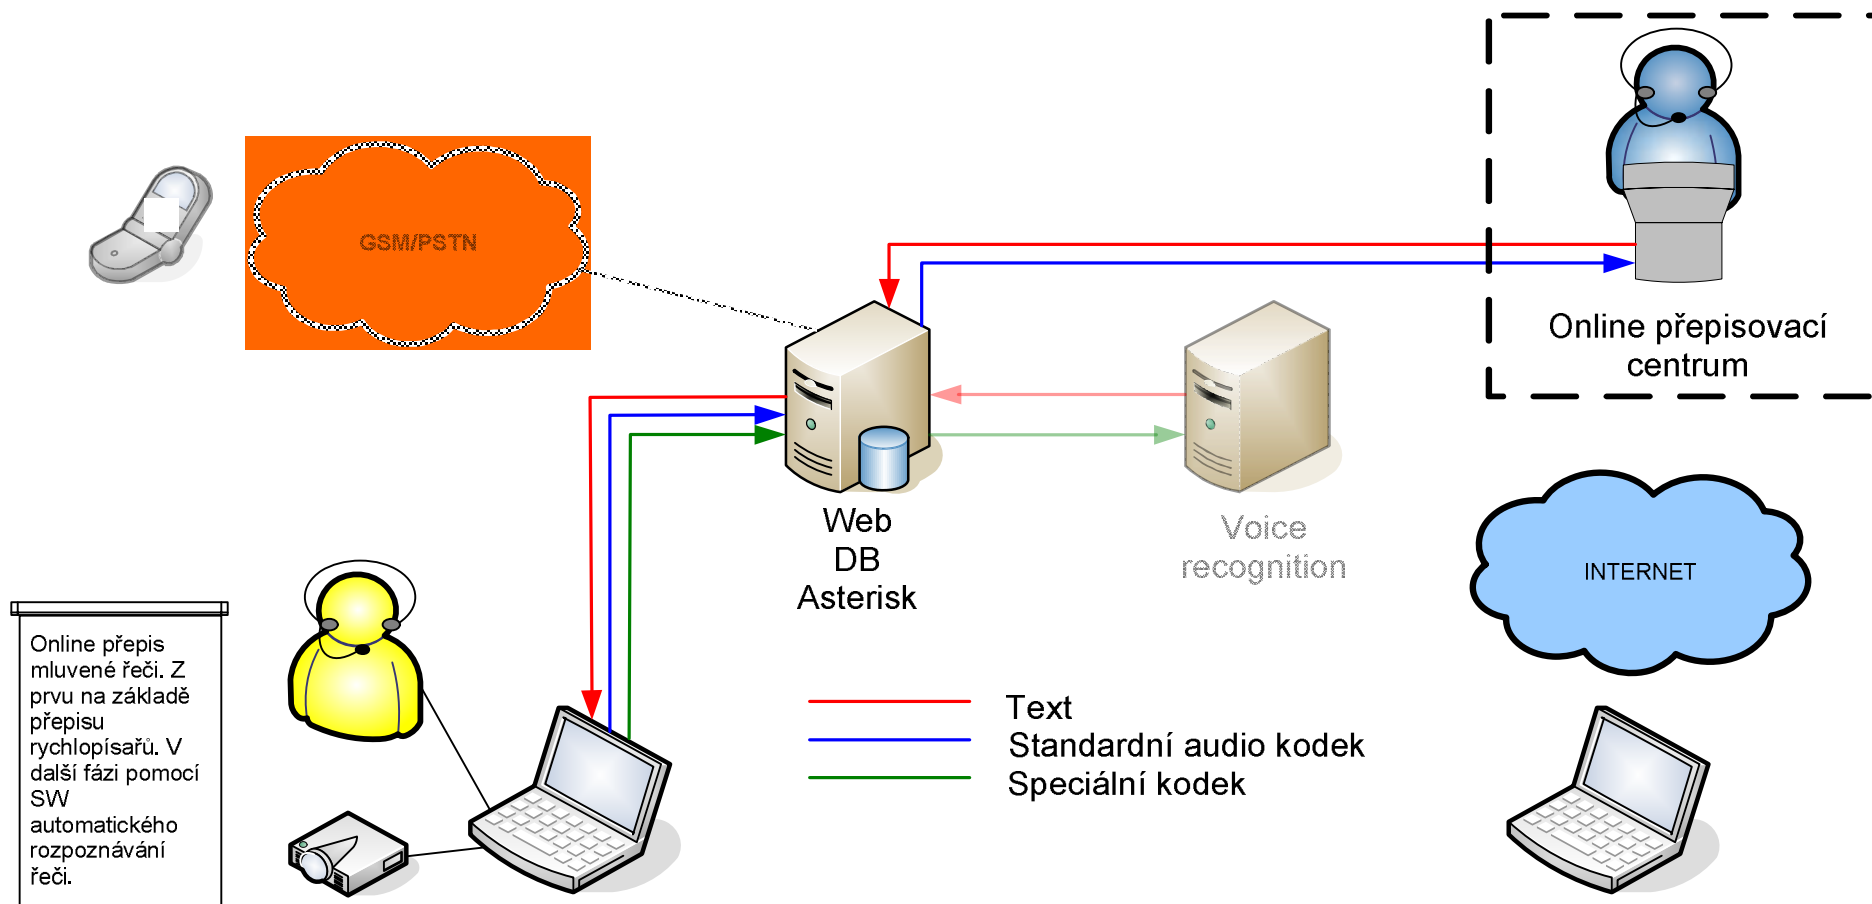 GSM/PSTN
Online přepisovací
centrum
Web
DB
Asterisk
Voice
recognition
INTERNET
Online přepis
mluvené řeči. Z
prvu na základě
přepisu
rychlopísařů. V
další fázi pomocí
SW
automatického
rozpoznávání
řeči.
Text
Standardní audio kodek
Speciální kodek